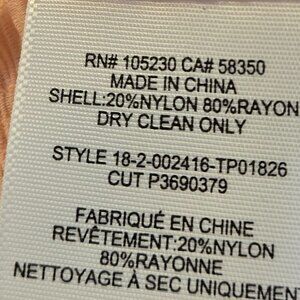 RN# 105230 CA# 58350
MADE IN CHINA
SHELL:20%NYLON 80%RAYON
DRY CLEAN ONLY
STYLE 18-2-002416-TP01826
CUT P3690379
FABRIQUÉ EN CHINE
REVÊTEMENT:20%NYLON
80%RAYONNE
NETTOYAGE À SEC UNIQUEMENT